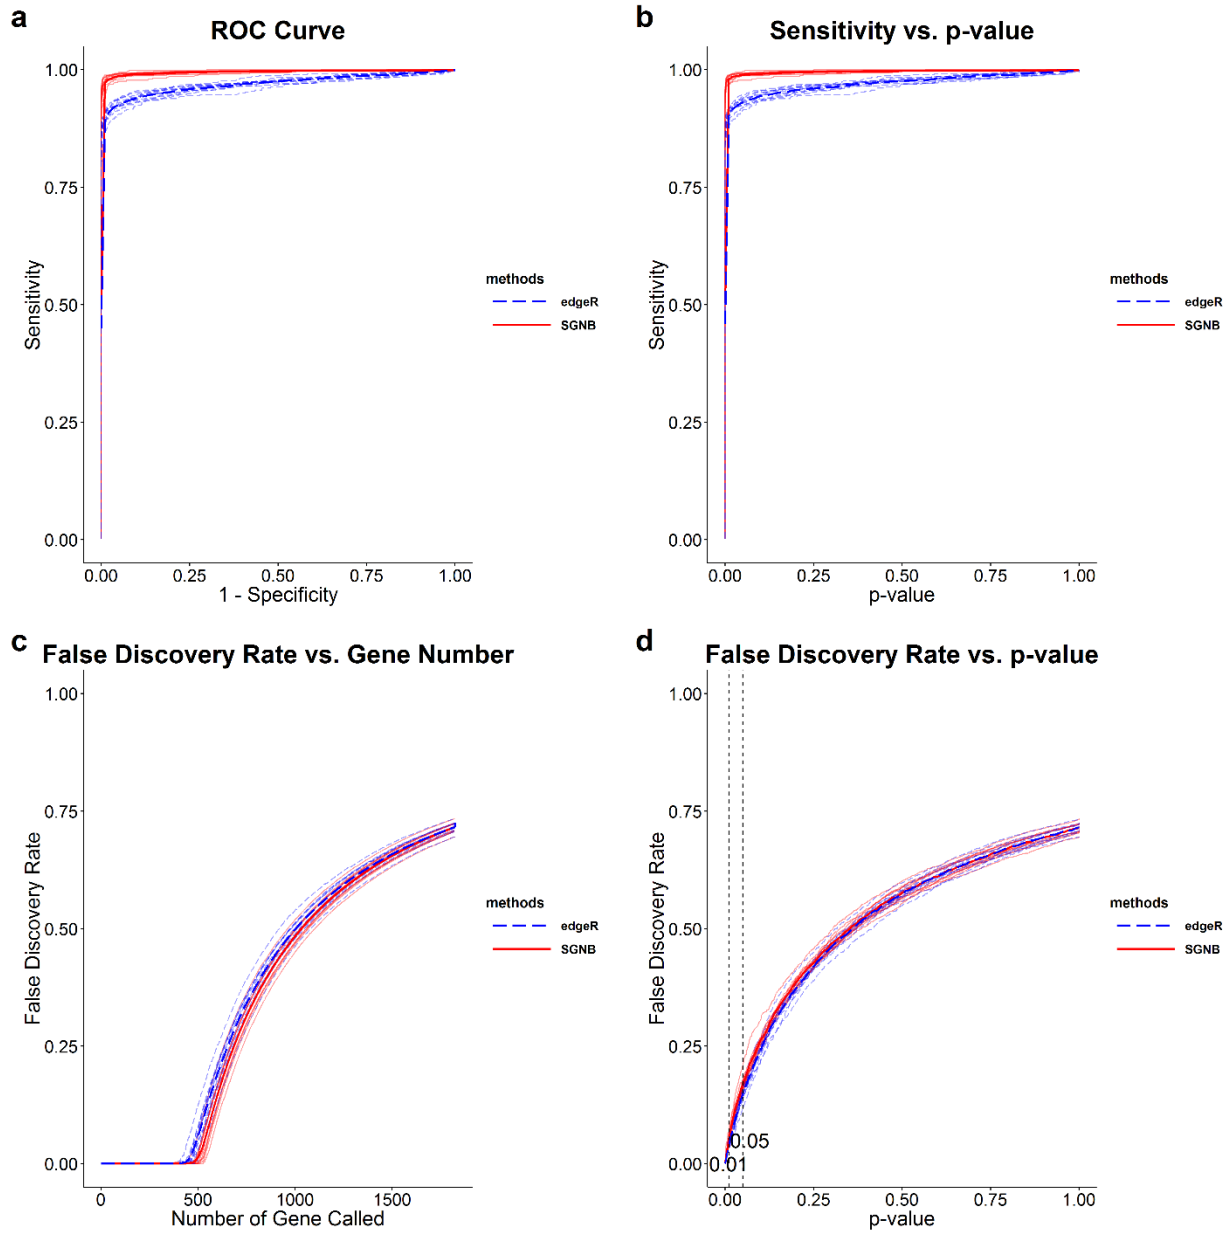 a
ROC Curve
1.00
0.75
0.50
0.25
0.00
Sensitivity
0.00 0.25 0.50 0.75 1.00
1 - Specificity
methods
edgeR
SGNB
b
Sensitivity vs. p-value
1.00
0.75
0.50
0.25
0.00
Sensitivity
0.00 0.25 0.50 0.75 1.00
p-value
methods
edgeR
SGNB
c
False Discovery Rate vs. Gene Number
1.00
0.75
0.50
0.25
0.00
False Discovery Rate
0 500 1000 1500
Number of Gene Called
methods
edgeR
SGNB
d
False Discovery Rate vs. p-value
1.00
0.75
0.50
0.25
0.00
False Discovery Rate
0.05
0.01
0.00 0.25 0.50 0.75 1.00
p-value
methods
edgeR
SGNB